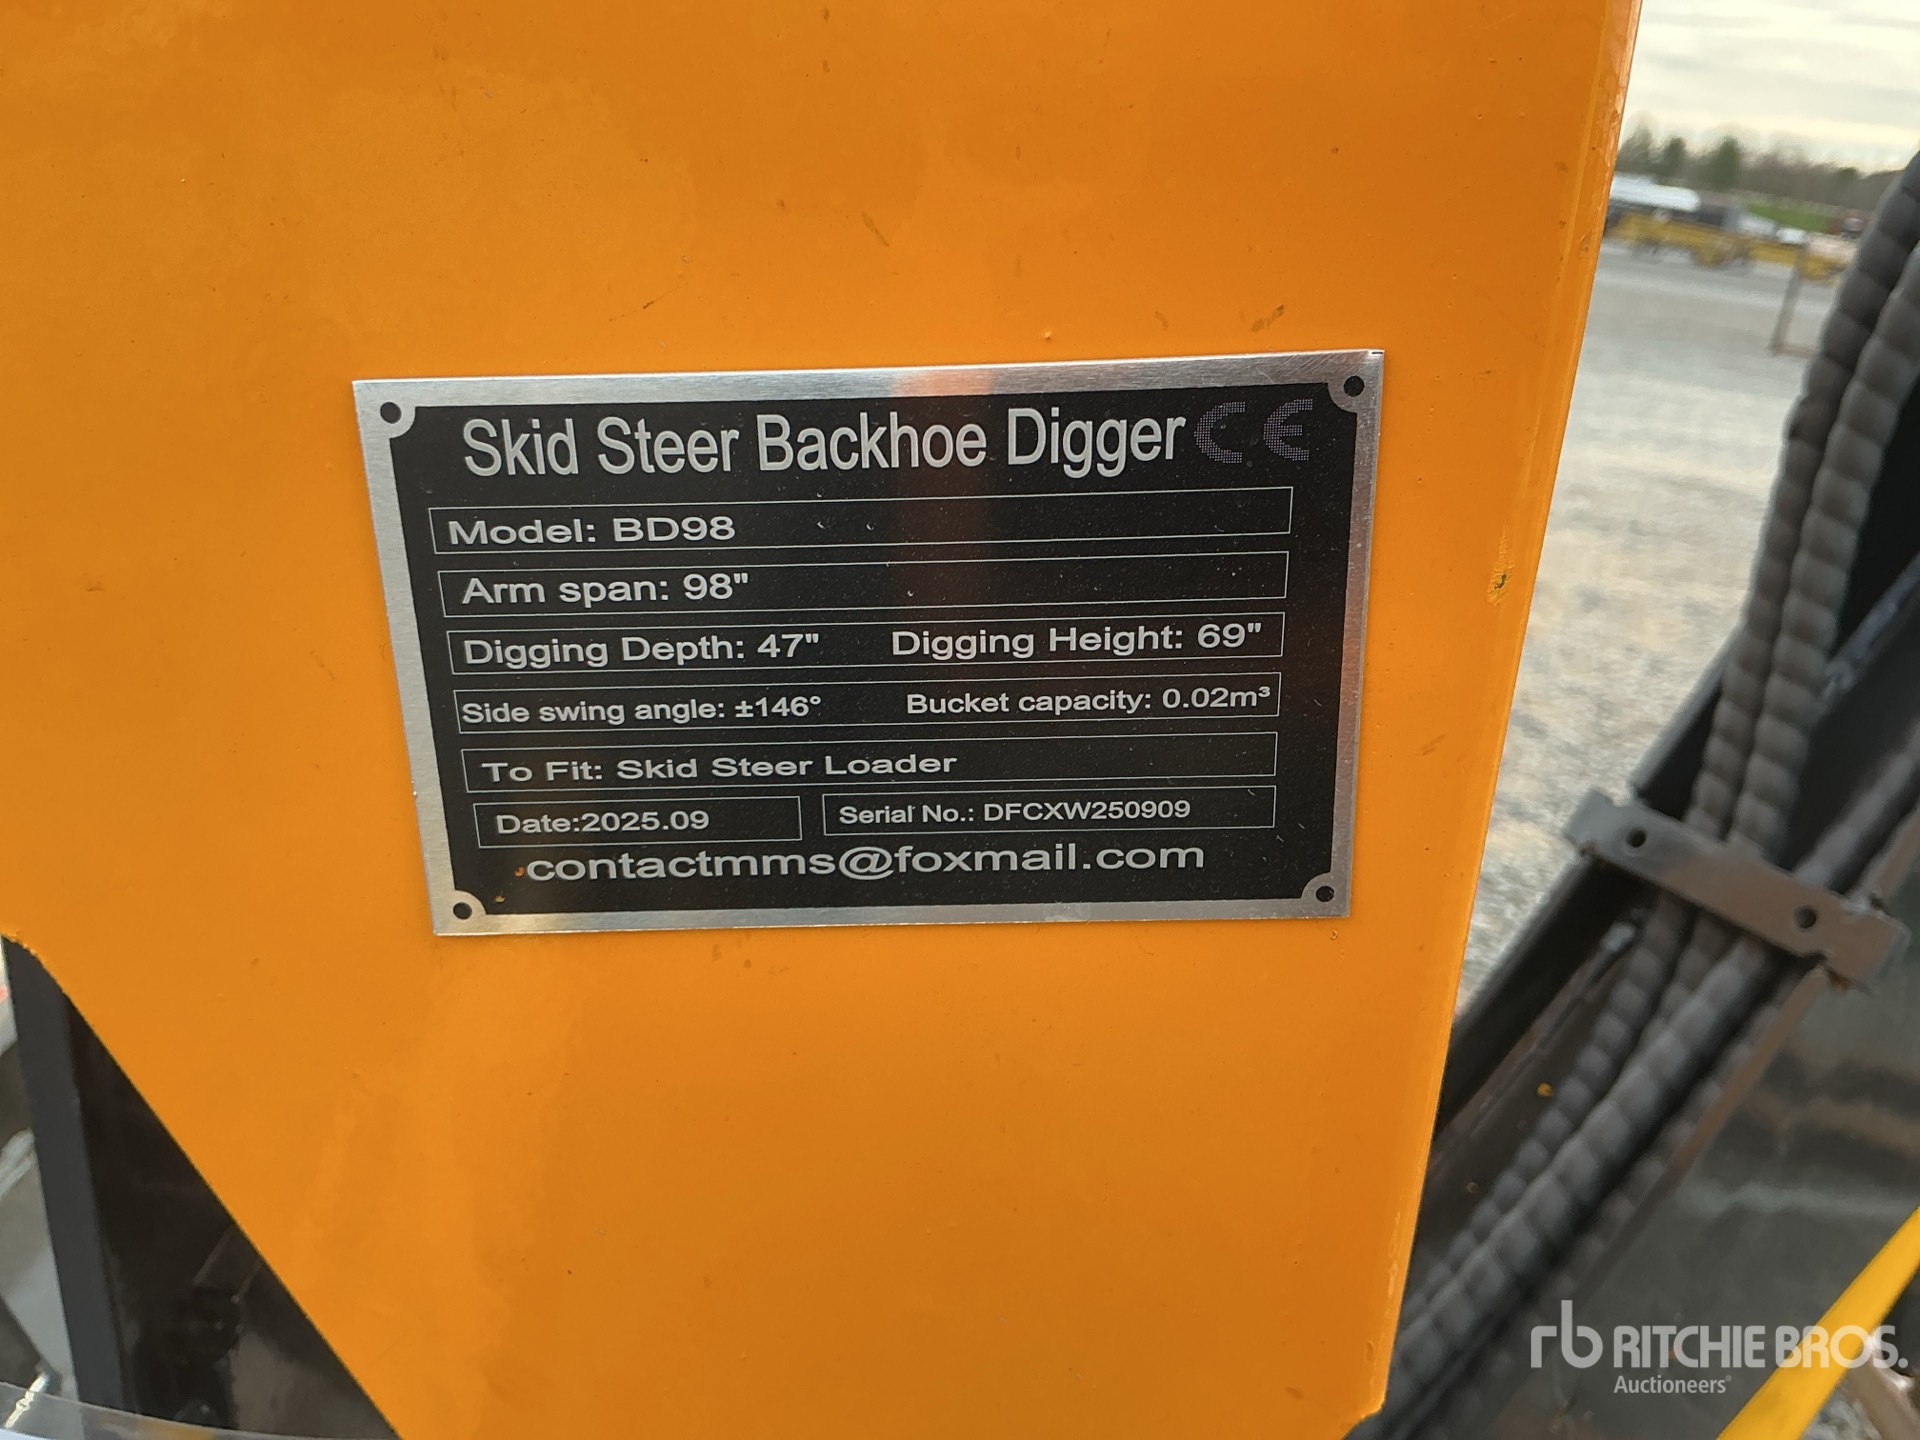 Skid Steer Backhoe Digger CE
Model: BD98
Arm span: 98"
Digging Depth: 47" Digging Height: 69"
Side swing angle: ±146° Bucket capacity: 0.02m³
To Fit: Skid Steer Loader
Date:2025.09 Serial No.: DFCXW250909
contactmms@foxmail.com
rb RITCHIE BROS.
Auctioneers